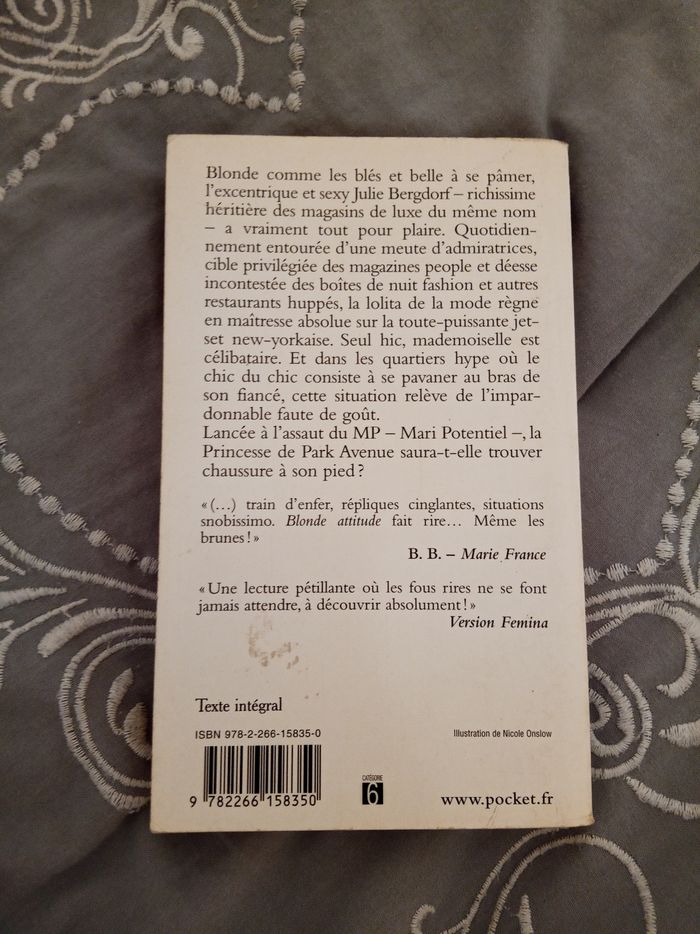 Blonde comme les blés et belle à se pâmer,
l'excentrique et sexy Julie Bergdorf – richissime
héritière des magasins de luxe du même nom
– a vraiment tout pour plaire. Quotidien-
nement entourée d'une meute d'admiratrices,
cible privilégiée des magazines people et déesse
incontestée des boîtes de nuit fashion et autres
restaurants huppés, la lolita de la mode règne
en maîtresse absolue sur la toute-puissante jet-
set new-yorkaise. Seul hic, mademoiselle est
célibataire. Et dans les quartiers hype où le
chic du chic consiste à se pavaner au bras de
son fiancé, cette situation relève de l'impar-
donnable faute de goût.
Lancée à l'assaut du MP – Mari Potentiel –, la
Princesse de Park Avenue saura-t-elle trouver
chaussure à son pied ?
« (...) train d'enfer, répliques cinglantes, situations
snobissimo. Blonde attitude fait rire... Même les
brunes ! »
B. B. – Marie France
« Une lecture pétillante où les fous rires ne se font
jamais attendre, à découvrir absolument ! »
Version Femina
Texte intégral
ISBN 978-2-266-15835-0
Illustration de Nicole Onslow
9 782266 158350
CATÉGORIE
6
www.pocket.fr